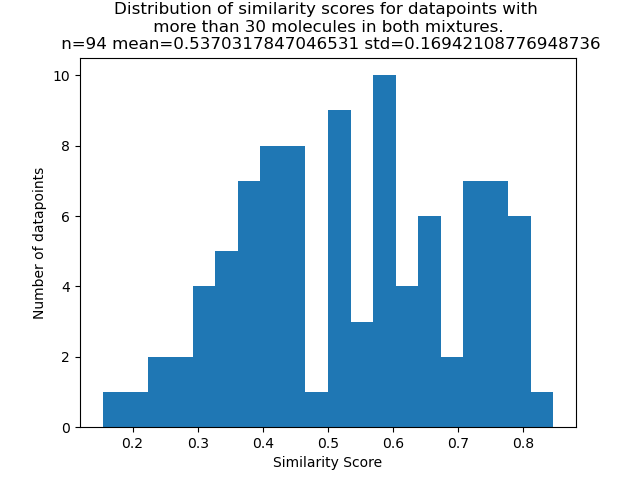 Distribution of similarity scores for datapoints with
more than 30 molecules in both mixtures.
n=94 mean=0.5370317847046531 std=0.16942108776948736
10
8
6
4
2
0
Number of datapoints
0.2 0.3 0.4 0.5 0.6 0.7 0.8
Similarity Score